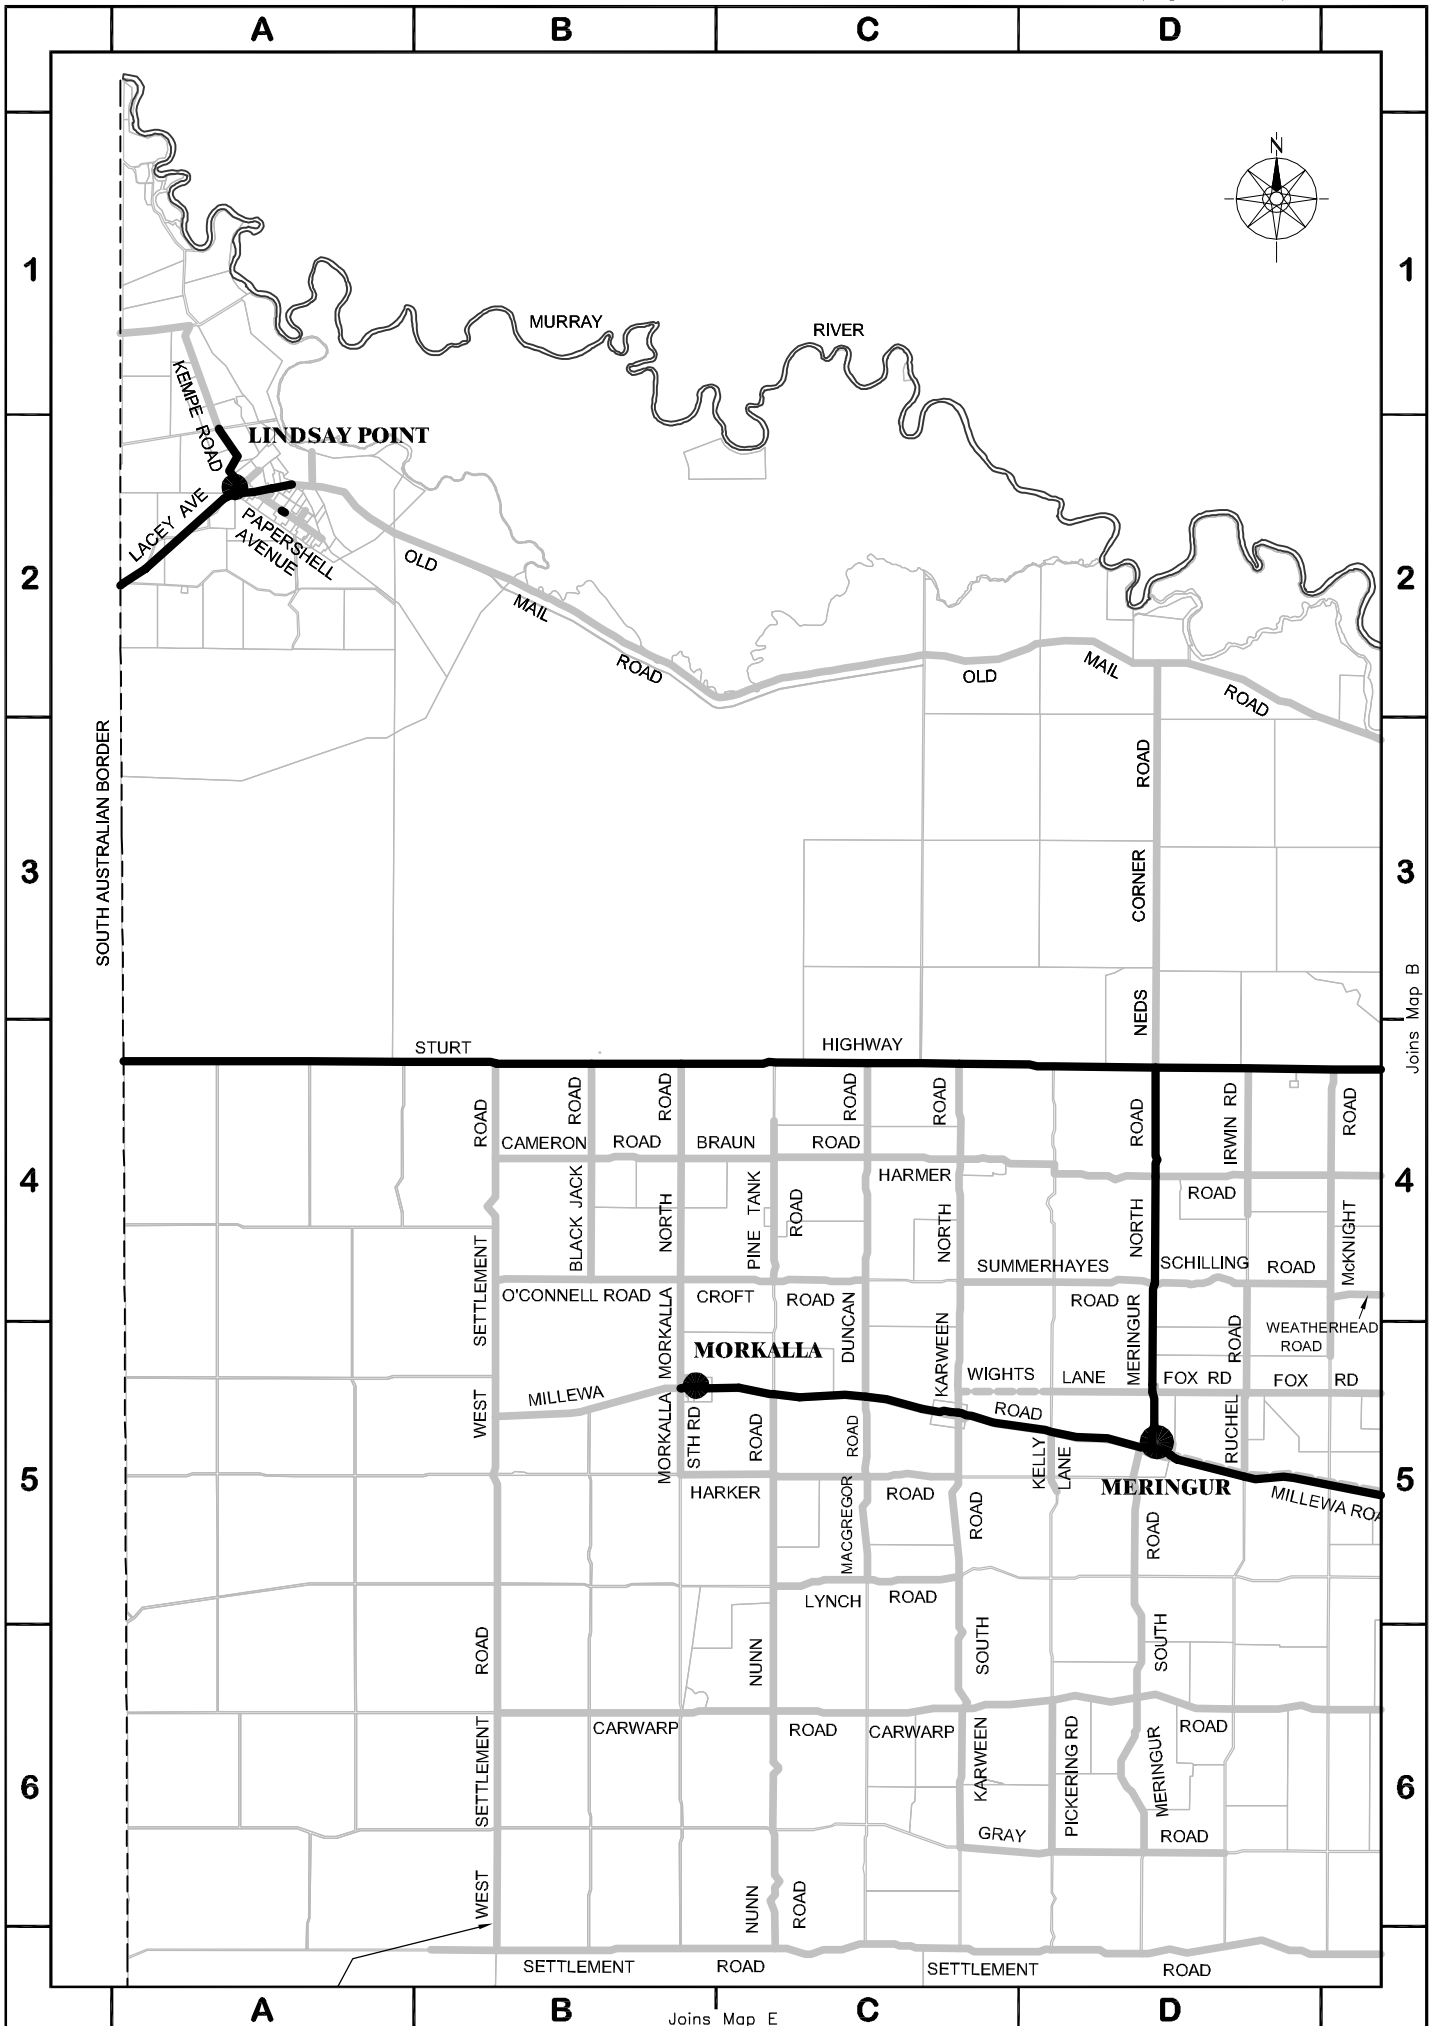 A B C D
N
1 1
MURRAY RIVER
KEMPE ROAD
LINDSAY POINT
LACEY AVE
PAPERSHELL
AVENUE
OLD
MAIL
ROAD
2 2
OLD
MAIL
ROAD
SOUTH AUSTRALIAN BORDER
ROAD
CORNER
NEDS
3 3
Joins Map B
STURT HIGHWAY
ROAD
ROAD
ROAD
ROAD
ROAD
ROAD
IRWIN RD
ROAD
CAMERON ROAD BRAUN ROAD
HARMER
ROAD
4 4
BLACK JACK
NORTH
PINE TANK
ROAD
NORTH
NORTH
McKNIGHT
SETTLEMENT
SUMMERHAYES
SCHILLING ROAD
O'CONNELL ROAD
CROFT ROAD
ROAD
MORKALLA
DUNCAN
KARWEEN
MERINGUR
ROAD
WEATHERHEAD
ROAD
MORKALLA
WIGHTS LANE
FOX RD
FOX RD
MILLEWA
ROAD
WEST
MORKALLA
STH RD
ROAD
ROAD
KELLY
LANE
RUCHEL
5 5
MERINGUR
MILLEWA ROA
HARKER
ROAD
MACGREGOR
ROAD
ROAD
LYNCH ROAD
ROAD
NUNN
SOUTH
SOUTH
CARWARP ROAD CARWARP
ROAD
SETTLEMENT
KARWEEN
PICKERING RD
MERINGUR
6 6
GRAY ROAD
WEST
NUNN
ROAD
SETTLEMENT ROAD SETTLEMENT ROAD
A B C D
Joins Map E